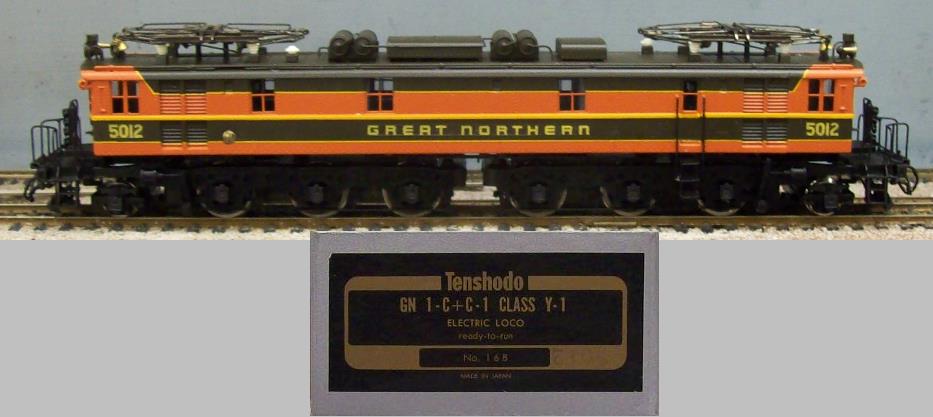 5012 GREAT NORTHERN 5012
Tenshodo
GN 1-C+C-1 CLASS Y-1
ELECTRIC LOCO
ready-to-run
No. 168
MADE IN JAPAN